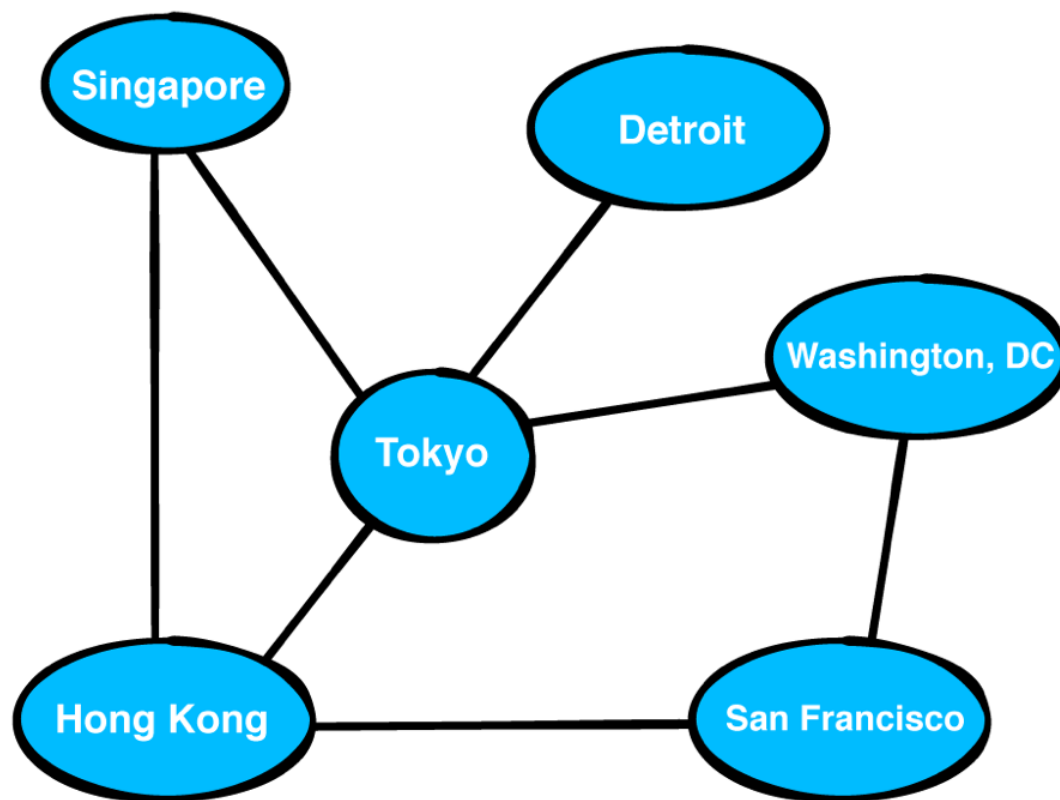 Singapore
Detroit
Washington, DC
Tokyo
Hong Kong
San Francisco